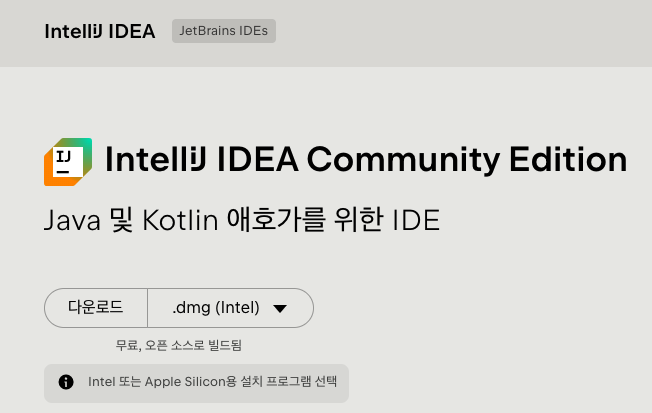 IntelliJ IDEA JetBrains IDEs
IJ IntelliJ IDEA Community Edition
Java 및 Kotlin 애호가를 위한 IDE
다운로드 .dmg (Intel)
무료, 오픈 소스로 빌드됨
Intel 또는 Apple Silicon용 설치 프로그램 선택